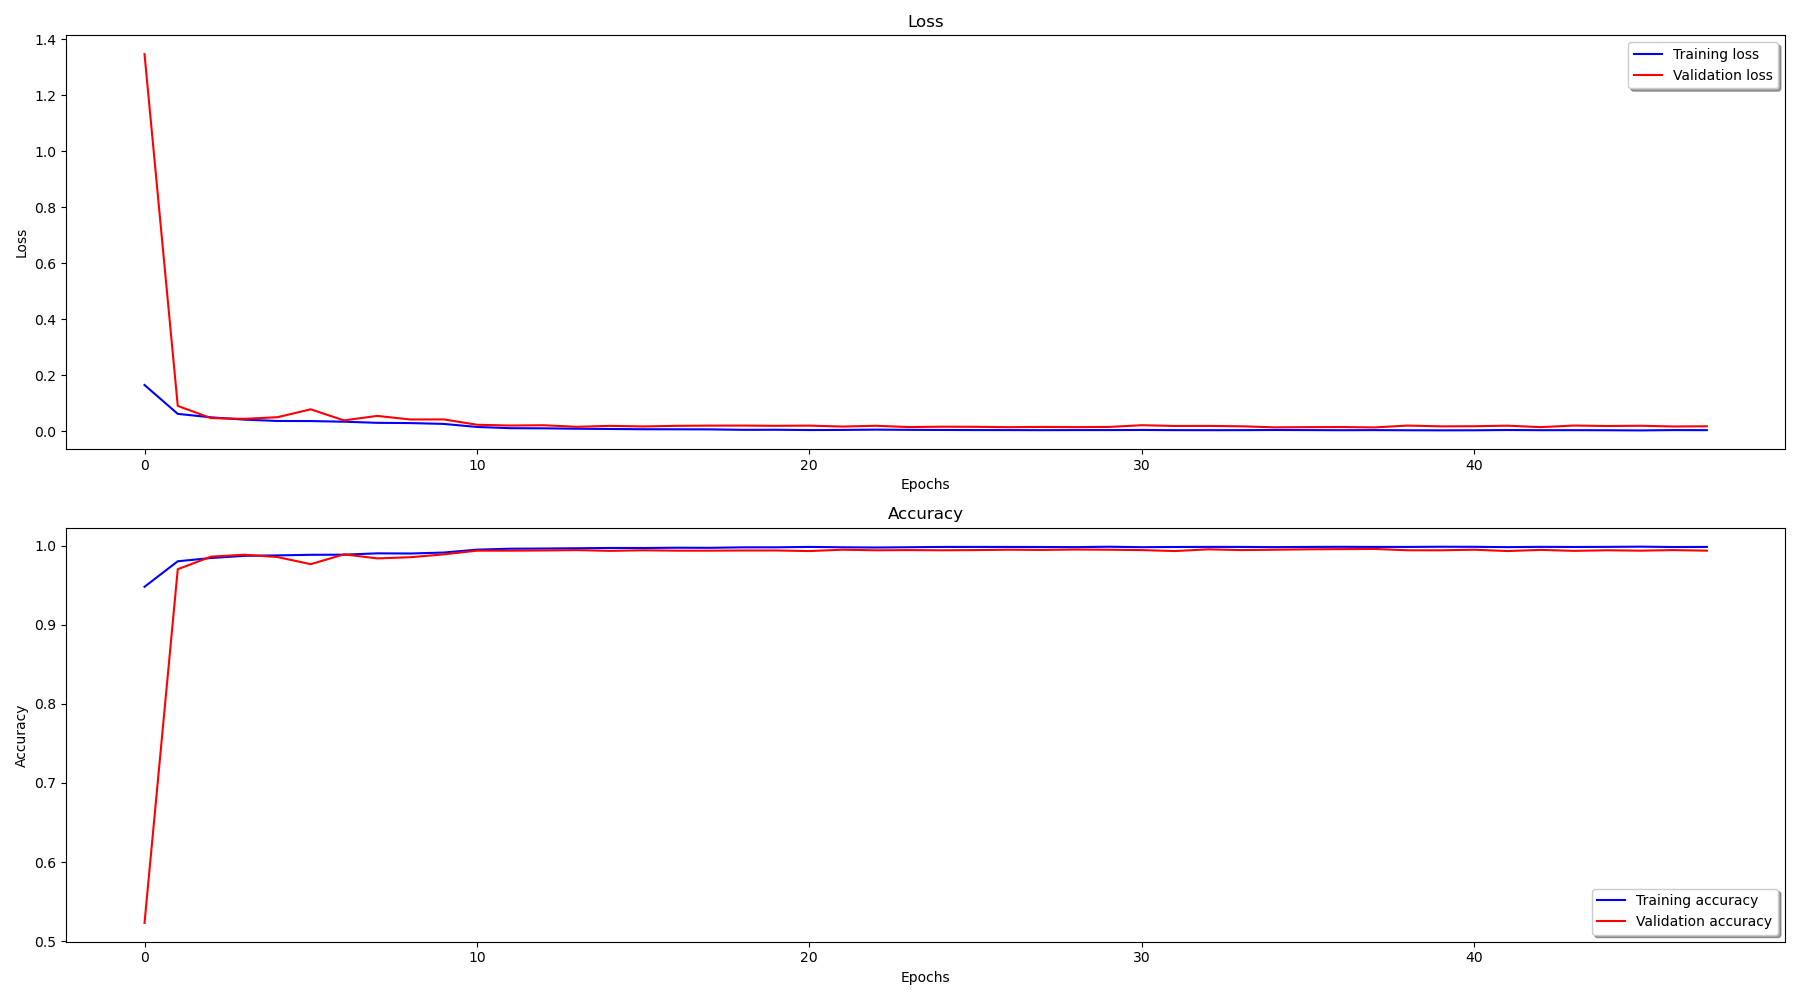 Loss
1.4
1.2
1.0
0.8
0.6
0.4
0.2
0.0
Loss
Training loss
Validation loss
0 10 20 30 40
Epochs
Accuracy
1.0
0.9
0.8
0.7
0.6
0.5
Accuracy
Training accuracy
Validation accuracy
0 10 20 30 40
Epochs